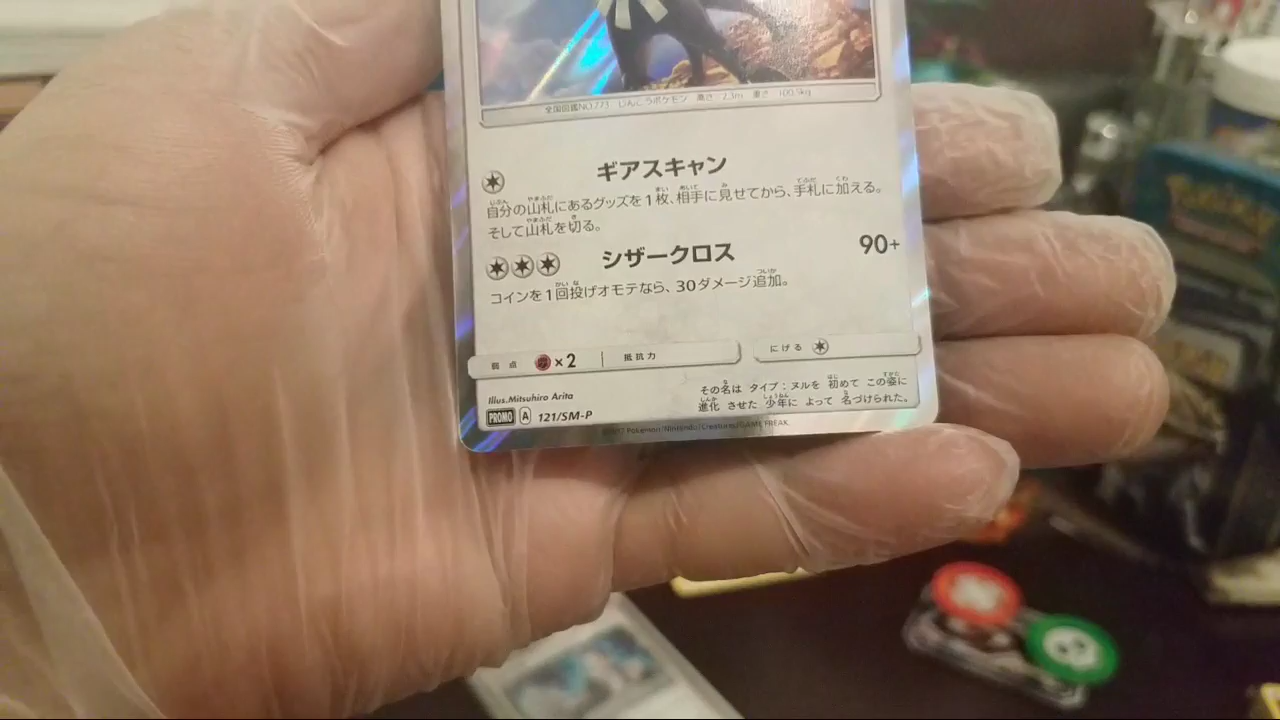 全国図鑑NO.773 じんこうポケモン 高さ 2.3m 重さ 100.5kg
ギアスキャン
自分の山札にあるグッズを1枚、相手に見せてから、手札に加える。
そして山札を切る。
シザークロス 90+
コインを1回投げオモテなら、30ダメージ追加。
弱点 ×2 抵抗力 にげる
その名は タイプ：ヌルを 初めて この姿に
進化 させた 少年に よって 名づけられた。
Illus.Mitsuhiro Arita
PROMO A 121/SM-P
©2017 Pokémon/Nintendo/Creatures/GAME FREAK.